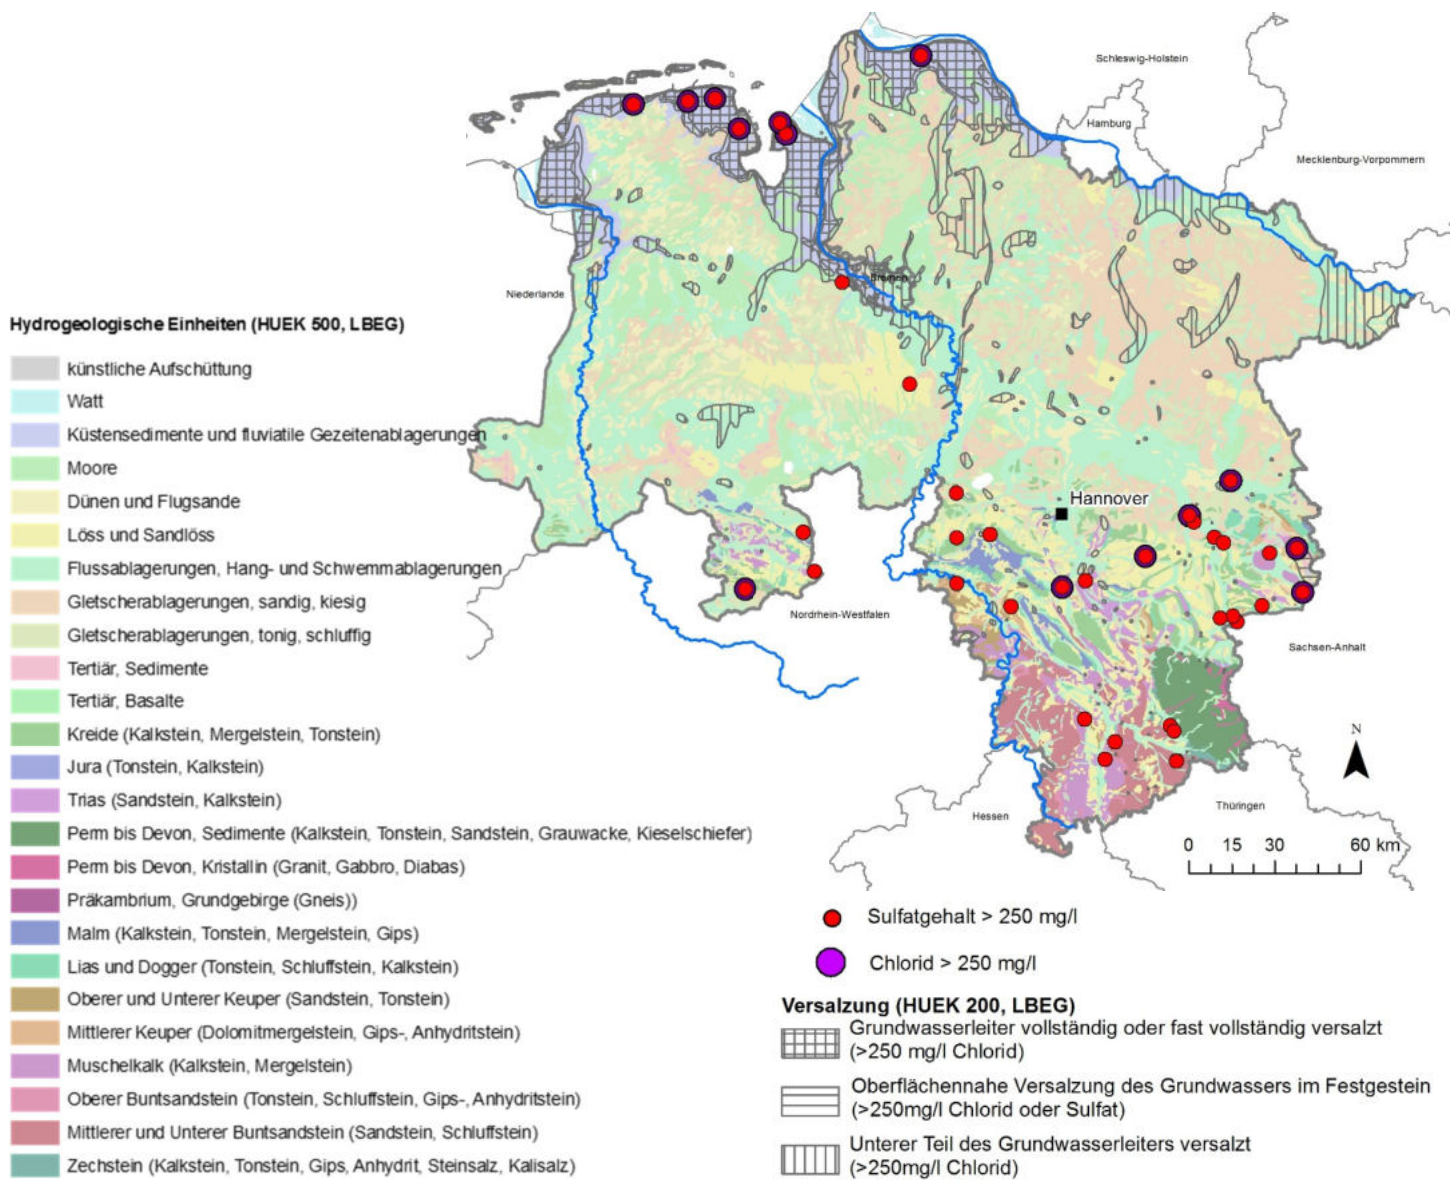 Schleswig-Holstein
Hamburg
Mecklenburg-Vorpommern
Niederlande
Bremen
Hannover
Nordrhein-Westfalen
Sachsen-Anhalt
Hessen
Thüringen
N
0 15 30 60 km
Hydrogeologische Einheiten (HUEK 500, LBEG)
künstliche Aufschüttung
Watt
Küstensedimente und fluviatile Gezeitenablagerungen
Moore
Dünen und Flugsande
Löss und Sandlöss
Flussablagerungen, Hang- und Schwemmablagerungen
Gletscherablagerungen, sandig, kiesig
Gletscherablagerungen, tonig, schluffig
Tertiär, Sedimente
Tertiär, Basalte
Kreide (Kalkstein, Mergelstein, Tonstein)
Jura (Tonstein, Kalkstein)
Trias (Sandstein, Kalkstein)
Perm bis Devon, Sedimente (Kalkstein, Tonstein, Sandstein, Grauwacke, Kieselschiefer)
Perm bis Devon, Kristallin (Granit, Gabbro, Diabas)
Präkambrium, Grundgebirge (Gneis))
Malm (Kalkstein, Tonstein, Mergelstein, Gips)
Lias und Dogger (Tonstein, Schluffstein, Kalkstein)
Oberer und Unterer Keuper (Sandstein, Tonstein)
Mittlerer Keuper (Dolomitmergelstein, Gips-, Anhydritstein)
Muschelkalk (Kalkstein, Mergelstein)
Oberer Buntsandstein (Tonstein, Schluffstein, Gips-, Anhydritstein)
Mittlerer und Unterer Buntsandstein (Sandstein, Schluffstein)
Zechstein (Kalkstein, Tonstein, Gips, Anhydrit, Steinsalz, Kalisalz)
Sulfatgehalt > 250 mg/l
Chlorid > 250 mg/l
Versalzung (HUEK 200, LBEG)
Grundwasserleiter vollständig oder fast vollständig versalzt
(>250 mg/l Chlorid)
Oberflächennahe Versalzung des Grundwassers im Festgestein
(>250mg/l Chlorid oder Sulfat)
Unterer Teil des Grundwasserleiters versalzt
(>250mg/l Chlorid)